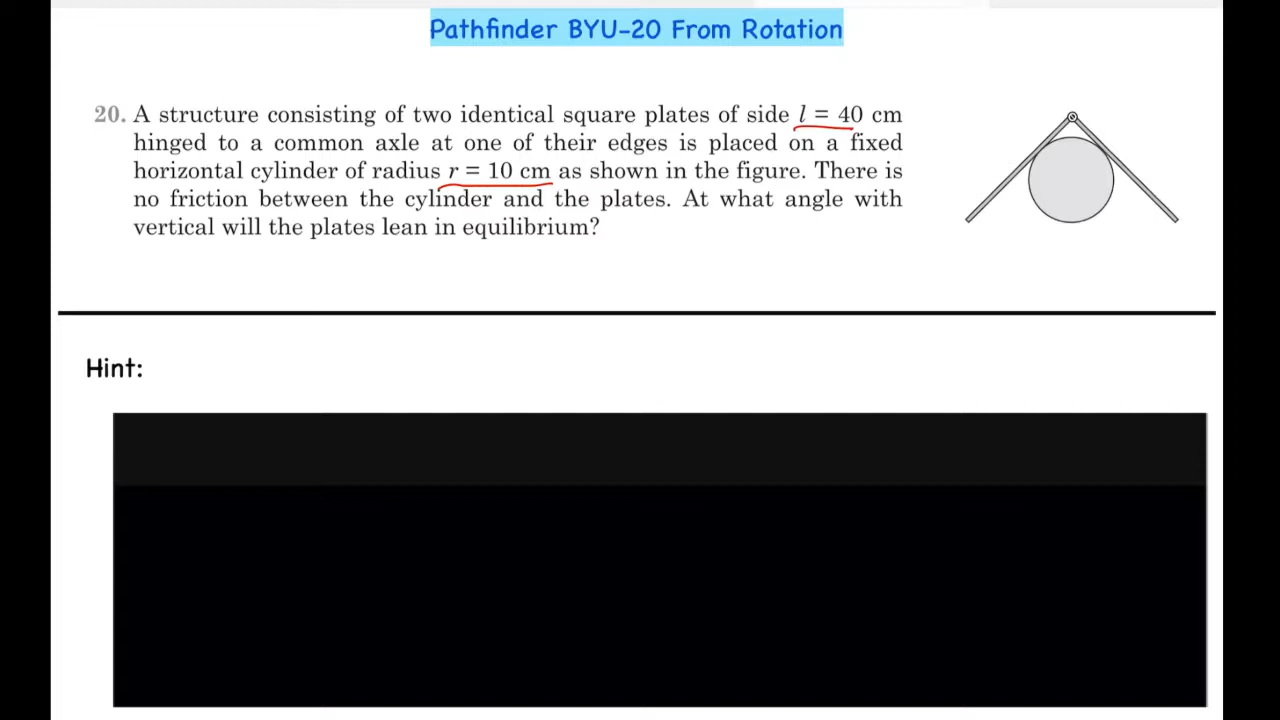 Pathfinder BYU-20 From Rotation
20. A structure consisting of two identical square plates of side l = 40 cm
hinged to a common axle at one of their edges is placed on a fixed
horizontal cylinder of radius r = 10 cm as shown in the figure. There is
no friction between the cylinder and the plates. At what angle with
vertical will the plates lean in equilibrium?
Hint: